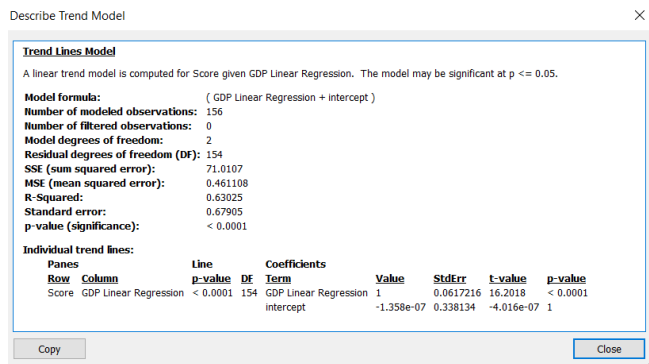 Describe Trend Model
Trend Lines Model
A linear trend model is computed for Score given GDP Linear Regression. The model may be significant at p <= 0.05.
Model formula: ( GDP Linear Regression + intercept )
Number of modeled observations: 156
Number of filtered observations: 0
Model degrees of freedom: 2
Residual degrees of freedom (DF): 154
SSE (sum squared error): 71.0107
MSE (mean squared error): 0.461108
R-Squared: 0.63025
Standard error: 0.67905
p-value (significance): < 0.0001
Individual trend lines:
Panes Line Coefficients
Row Column p-value DF Term Value StdErr t-value p-value
Score GDP Linear Regression < 0.0001 154 GDP Linear Regression 1 0.0617216 16.2018 < 0.0001
intercept -1.358e-07 0.338134 -4.016e-07 1
Copy Close